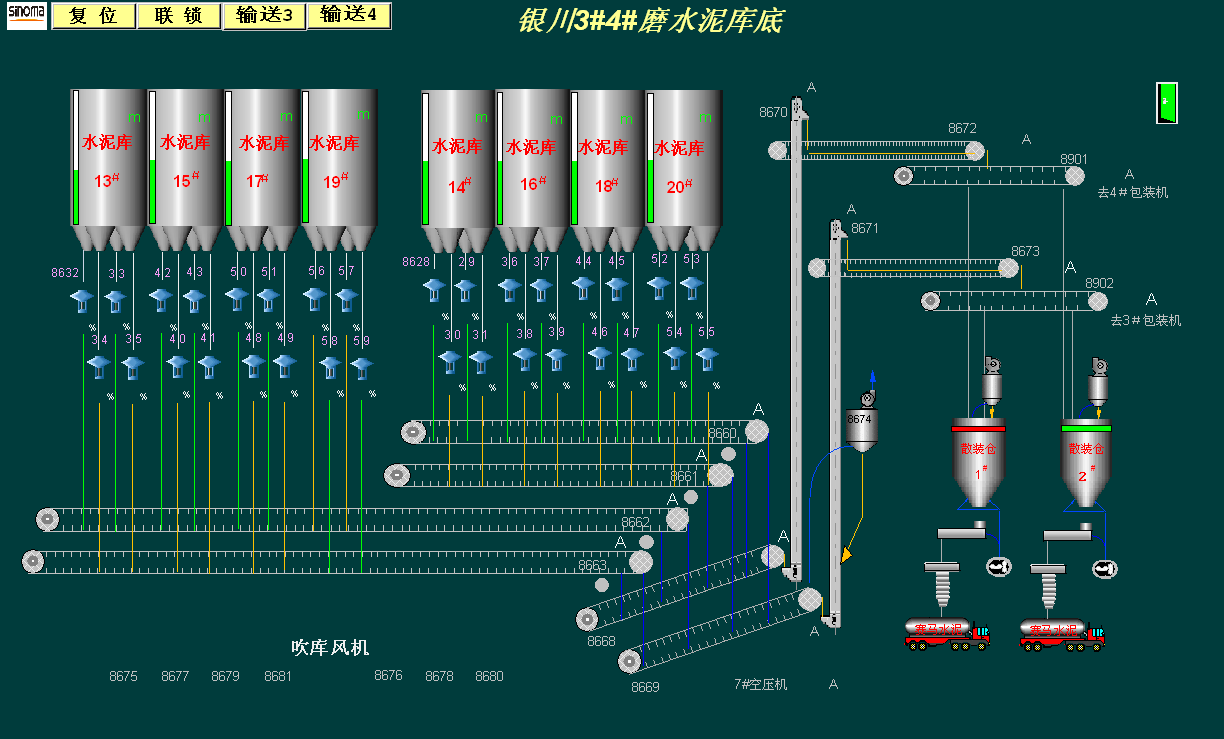 sinoma 复 位 联 锁 输送3 输送4
银川3#4#磨水泥库底
A
8670
8672 A
8901
A
去4＃包装机
m m m m m m m m
水泥库 水泥库 水泥库 水泥库 水泥库 水泥库 水泥库 水泥库
13# 15# 17# 19# 14# 16# 18# 20#
A
8671
8673
A
8902
A
去3＃包装机
8632 33 42 43 50 51 56 57 8628 29 36 37 44 45 52 53
% % % % % % % %
34 35 40 41 48 49 58 59 30 31 38 39 46 47 54 55
% % % % % % % % % % % % % % % %
A
8660
8674
A
8661
A
8662
A
8663
A
散装仓 散装仓
1# 2#
8668
A
8669
赛马水泥 赛马水泥
吹库风机
8675 8677 8679 8681 8676 8678 8680
7#空压机 A